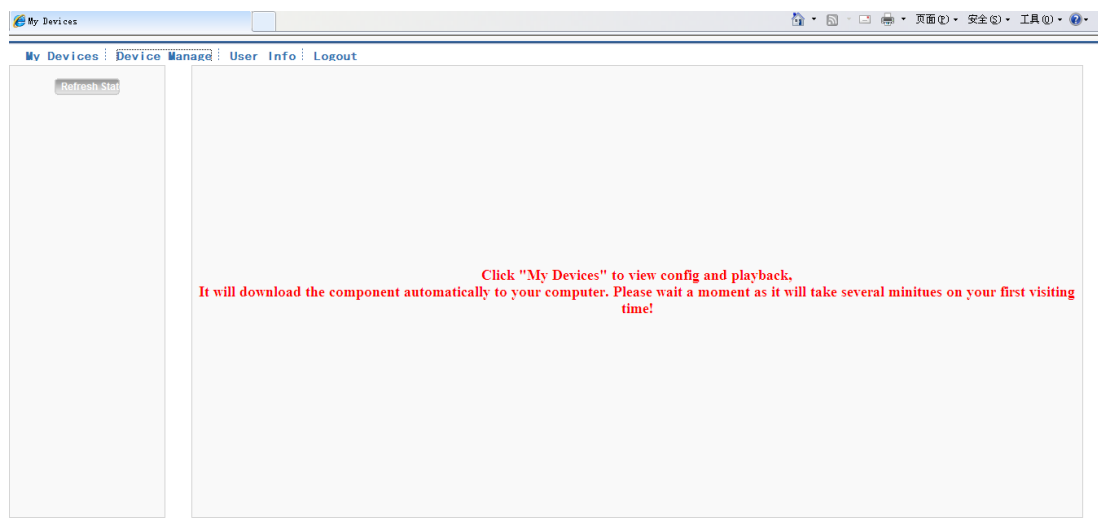 My Devices
页面(P) 安全(S) 工具(O)
My Devices Device Manage User Info Logout
Refresh Stat
Click "My Devices" to view config and playback,
It will download the component automatically to your computer. Please wait a moment as it will take several minitues on your first visiting
time!